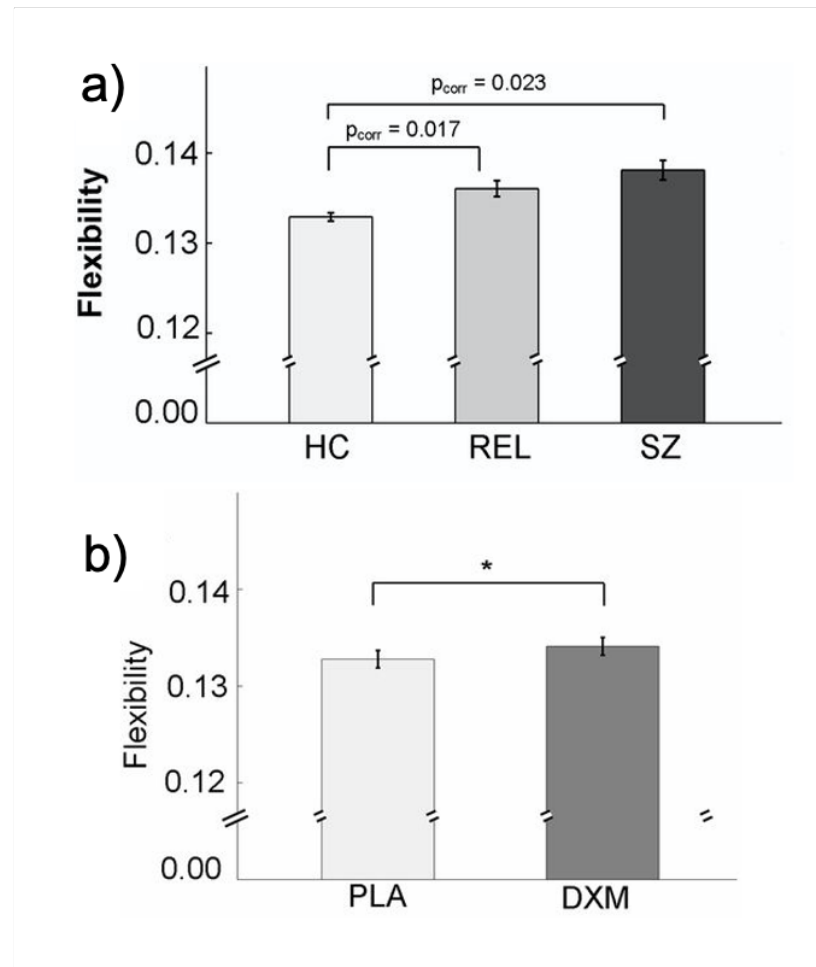 a)
p_corr = 0.023
p_corr = 0.017
Flexibility
0.14
0.13
0.12
0.00
HC REL SZ
b)
*
Flexibility
0.14
0.13
0.12
0.00
PLA DXM